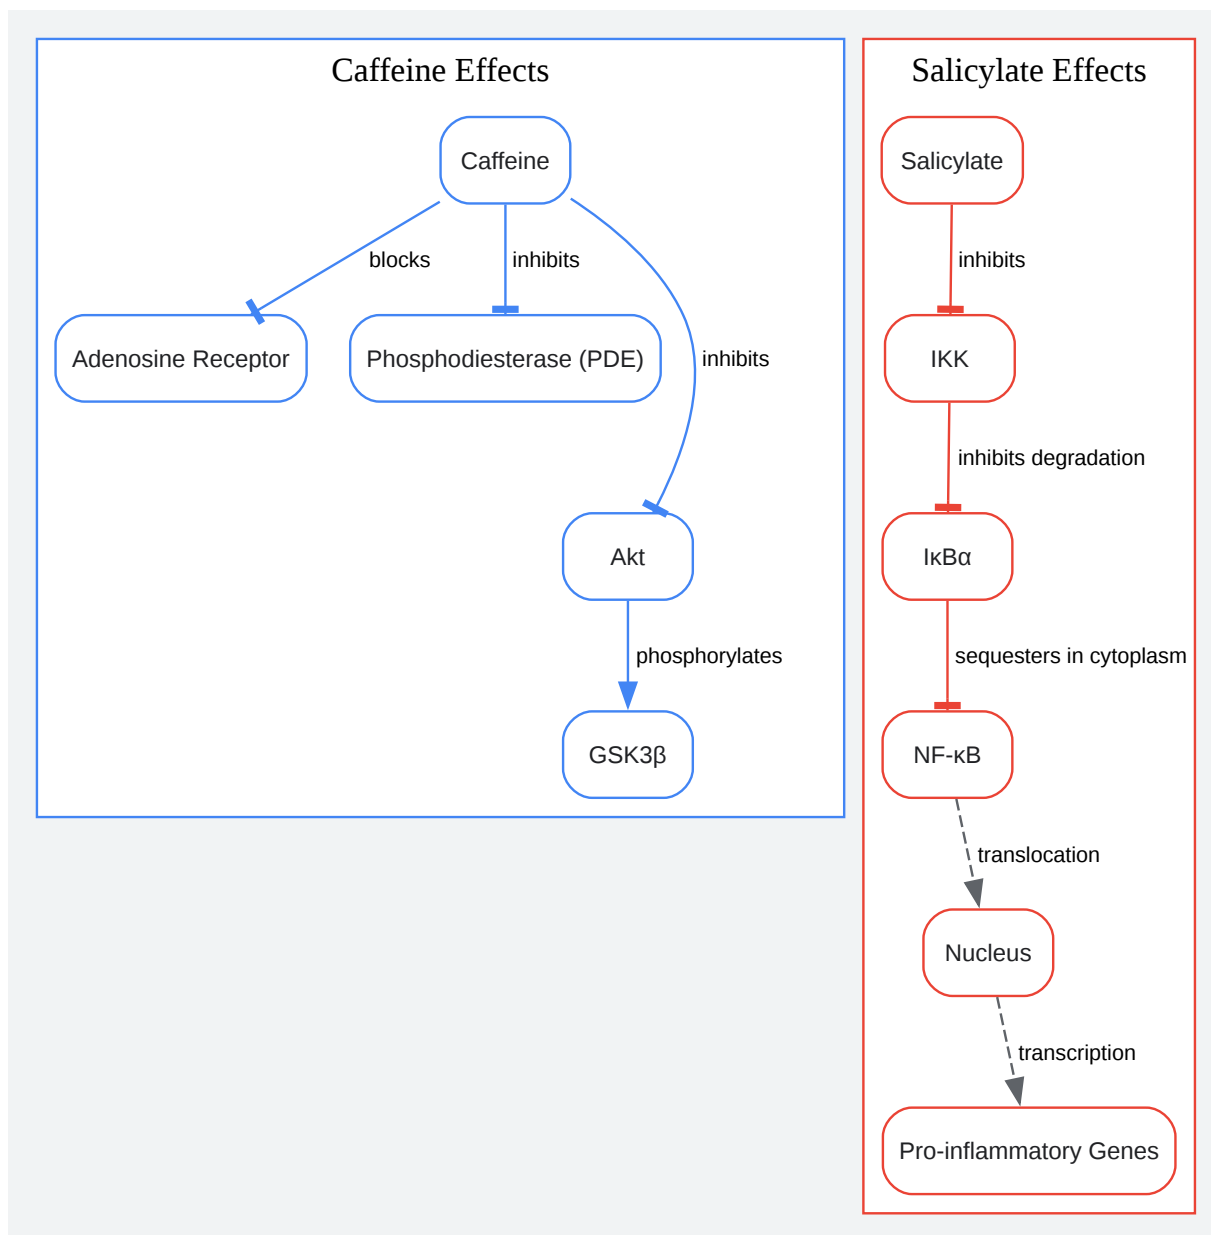 Caffeine Effects
Caffeine
blocks
inhibits
Adenosine Receptor
Phosphodiesterase (PDE)
inhibits
Akt
phosphorylates
GSK3β
Salicylate Effects
Salicylate
inhibits
IKK
inhibits degradation
IκBα
sequesters in cytoplasm
NF-κB
translocation
Nucleus
transcription
Pro-inflammatory Genes